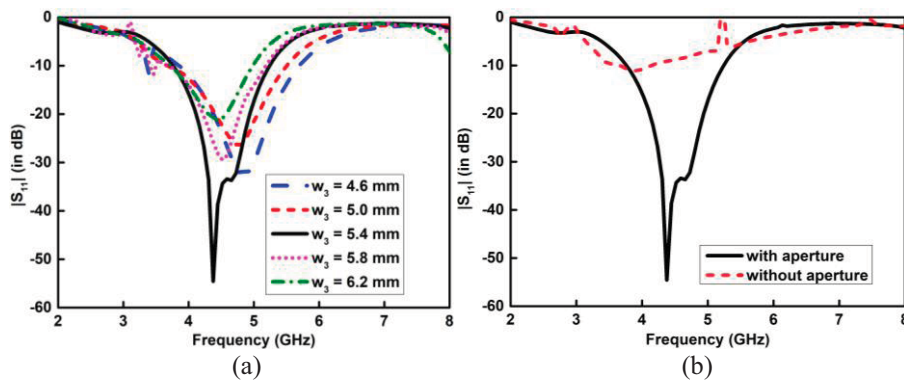 0
-10
-20
-30
-40
-50
-60
|S11| (in dB)
w3 = 4.6 mm
w3 = 5.0 mm
w3 = 5.4 mm
w3 = 5.8 mm
w3 = 6.2 mm
2 3 4 5 6 7 8
Frequency (GHz)
(a)
0
-10
-20
-30
-40
-50
-60
|S11| (in dB)
with aperture
without aperture
2 3 4 5 6 7 8
Frequency (GHz)
(b)